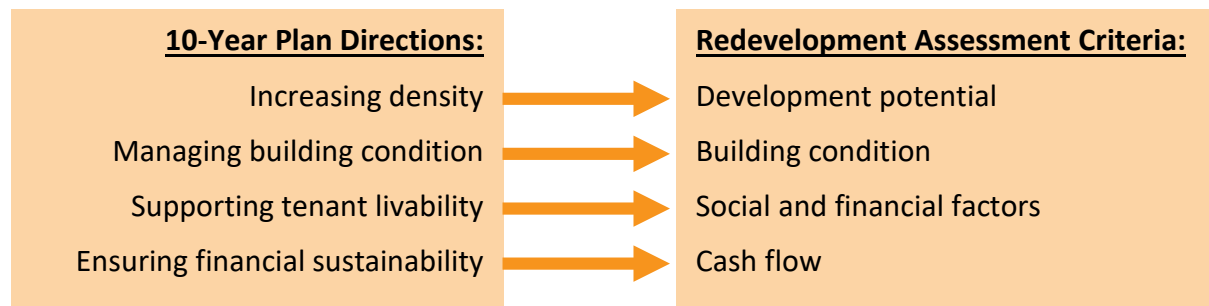 10-Year Plan Directions:
Increasing density
Managing building condition
Supporting tenant livability
Ensuring financial sustainability
Redevelopment Assessment Criteria:
Development potential
Building condition
Social and financial factors
Cash flow